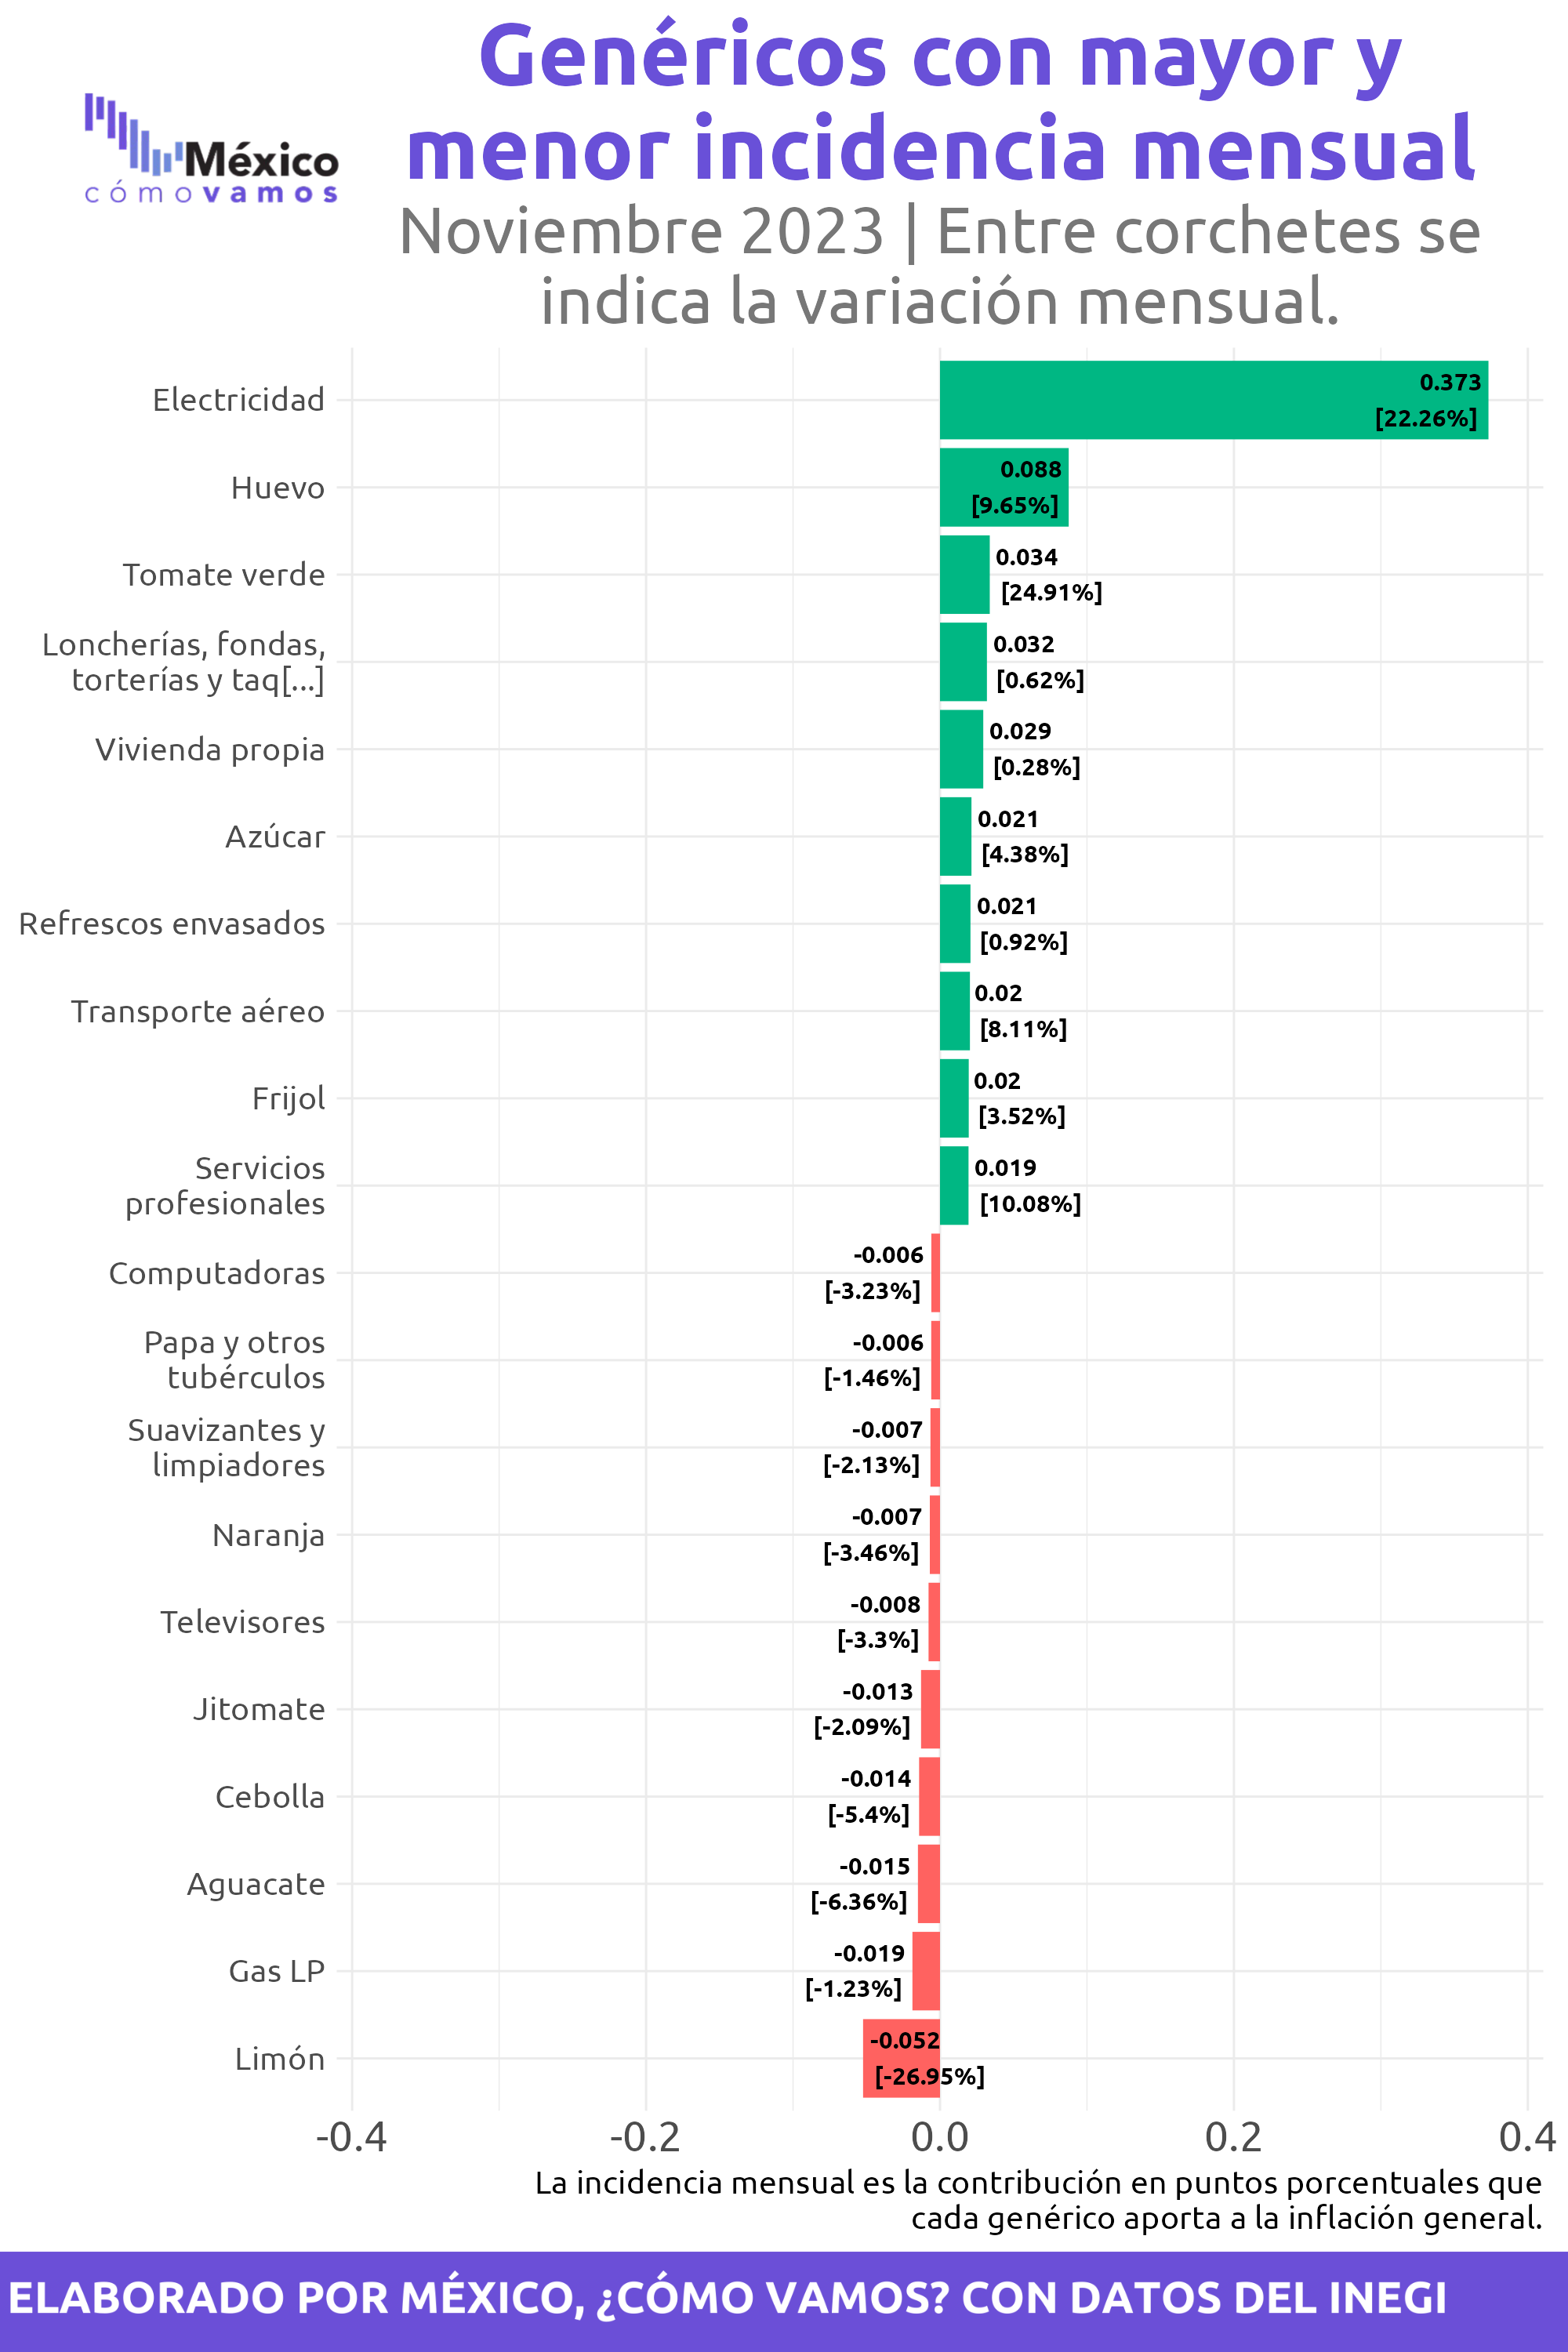 México
cómovamos
Genéricos con mayor y
menor incidencia mensual
Noviembre 2023 | Entre corchetes se
indica la variación mensual.
Electricidad
0.373
[22.26%]
Huevo
0.088
[9.65%]
Tomate verde
0.034
[24.91%]
Loncherías, fondas,
torterías y taq[...]
0.032
[0.62%]
Vivienda propia
0.029
[0.28%]
Azúcar
0.021
[4.38%]
Refrescos envasados
0.021
[0.92%]
Transporte aéreo
0.02
[8.11%]
Frijol
0.02
[3.52%]
Servicios
profesionales
0.019
[10.08%]
Computadoras
-0.006
[-3.23%]
Papa y otros
tubérculos
-0.006
[-1.46%]
Suavizantes y
limpiadores
-0.007
[-2.13%]
Naranja
-0.007
[-3.46%]
Televisores
-0.008
[-3.3%]
Jitomate
-0.013
[-2.09%]
Cebolla
-0.014
[-5.4%]
Aguacate
-0.015
[-6.36%]
Gas LP
-0.019
[-1.23%]
Limón
-0.052
[-26.95%]
-0.4 -0.2 0.0 0.2 0.4
La incidencia mensual es la contribución en puntos porcentuales que
cada genérico aporta a la inflación general.
ELABORADO POR MÉXICO, ¿CÓMO VAMOS? CON DATOS DEL INEGI